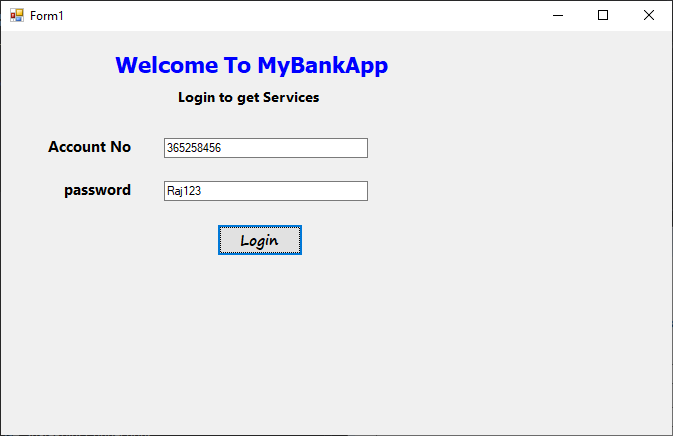 Form1
Welcome To MyBankApp
Login to get Services
Account No 365258456
password Raj123
Login